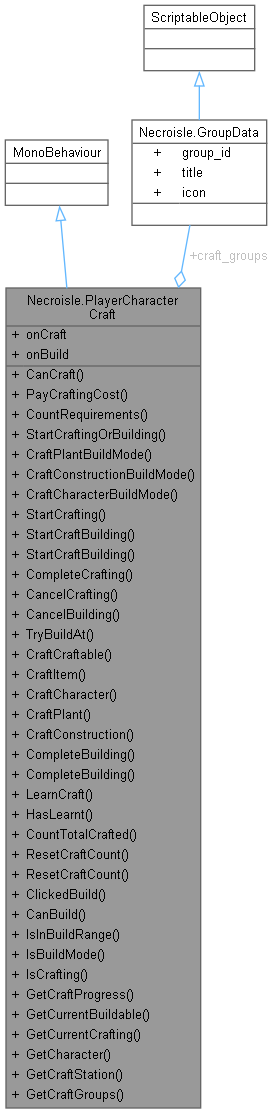 ScriptableObject
Necroisle.GroupData
+ group_id
+ title
+ icon
MonoBehaviour
+craft_groups
Necroisle.PlayerCharacter
Craft
+ onCraft
+ onBuild
+ CanCraft()
+ PayCraftingCost()
+ CountRequirements()
+ StartCraftingOrBuilding()
+ CraftPlantBuildMode()
+ CraftConstructionBuildMode()
+ CraftCharacterBuildMode()
+ StartCrafting()
+ StartCraftBuilding()
+ StartCraftBuilding()
+ CompleteCrafting()
+ CancelCrafting()
+ CancelBuilding()
+ TryBuildAt()
+ CraftCraftable()
+ CraftItem()
+ CraftCharacter()
+ CraftPlant()
+ CraftConstruction()
+ CompleteBuilding()
+ CompleteBuilding()
+ LearnCraft()
+ HasLearnt()
+ CountTotalCrafted()
+ ResetCraftCount()
+ ResetCraftCount()
+ ClickedBuild()
+ CanBuild()
+ IsInBuildRange()
+ IsBuildMode()
+ IsCrafting()
+ GetCraftProgress()
+ GetCurrentBuildable()
+ GetCurrentCrafting()
+ GetCharacter()
+ GetCraftStation()
+ GetCraftGroups()